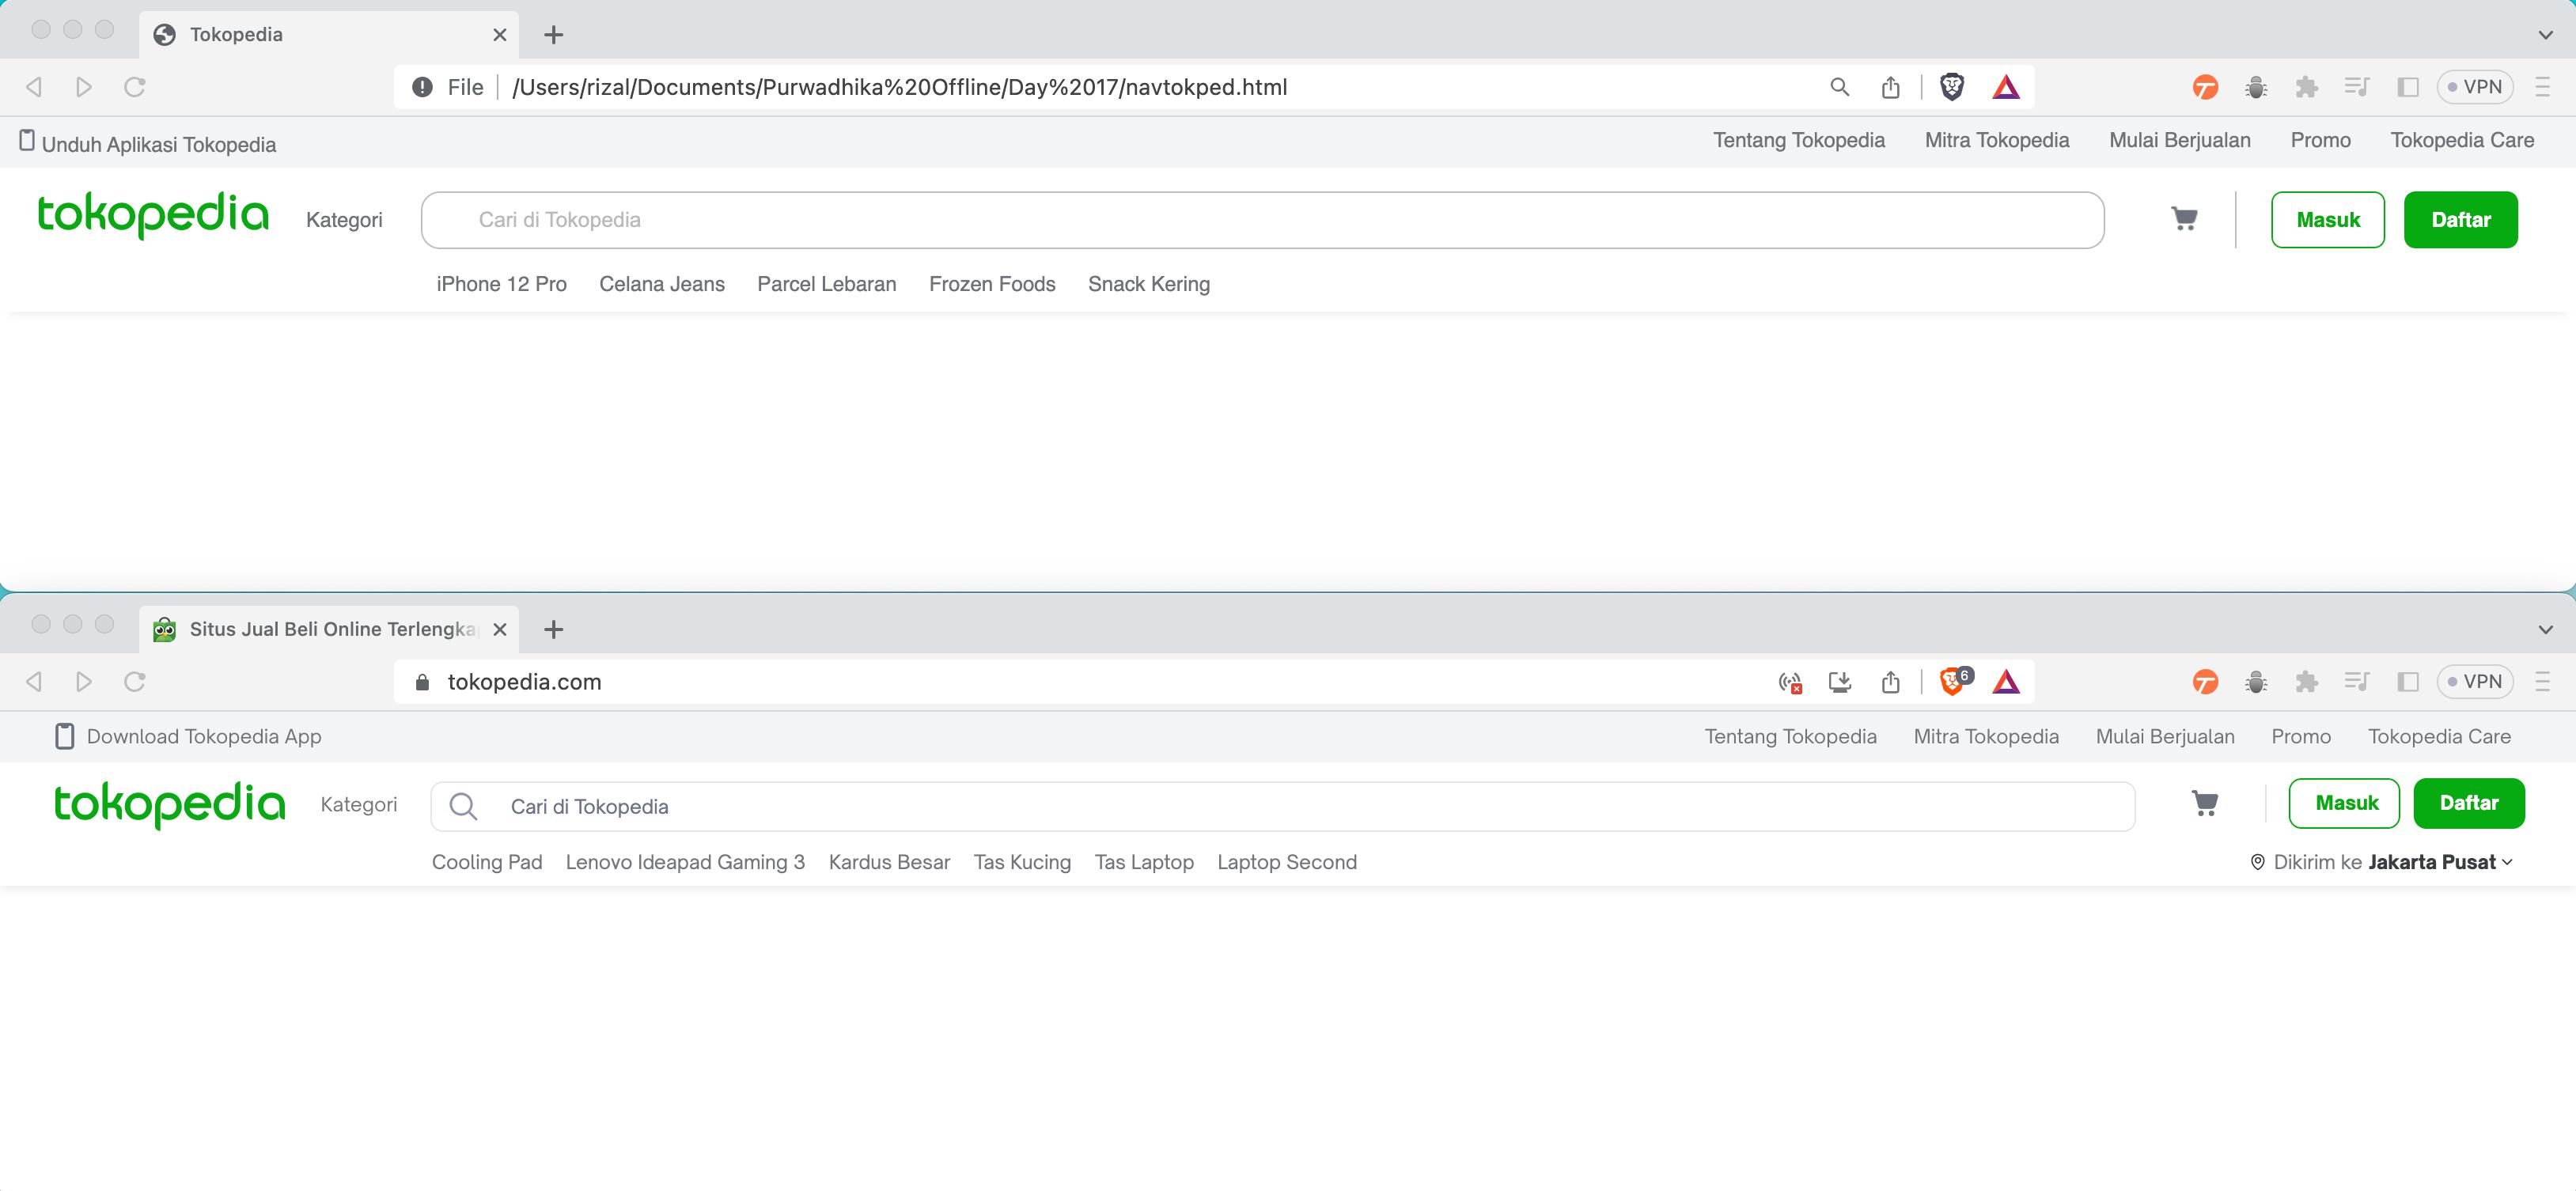 Tokopedia
File /Users/rizal/Documents/Purwadhika%20Offline/Day%2017/navtokped.html
VPN
Unduh Aplikasi Tokopedia Tentang Tokopedia Mitra Tokopedia Mulai Berjualan Promo Tokopedia Care
tokopedia Kategori Cari di Tokopedia Masuk Daftar
iPhone 12 Pro Celana Jeans Parcel Lebaran Frozen Foods Snack Kering
Situs Jual Beli Online Terlengka
tokopedia.com 6 VPN
Download Tokopedia App Tentang Tokopedia Mitra Tokopedia Mulai Berjualan Promo Tokopedia Care
tokopedia Kategori Cari di Tokopedia Masuk Daftar
Cooling Pad Lenovo Ideapad Gaming 3 Kardus Besar Tas Kucing Tas Laptop Laptop Second Dikirim ke Jakarta Pusat